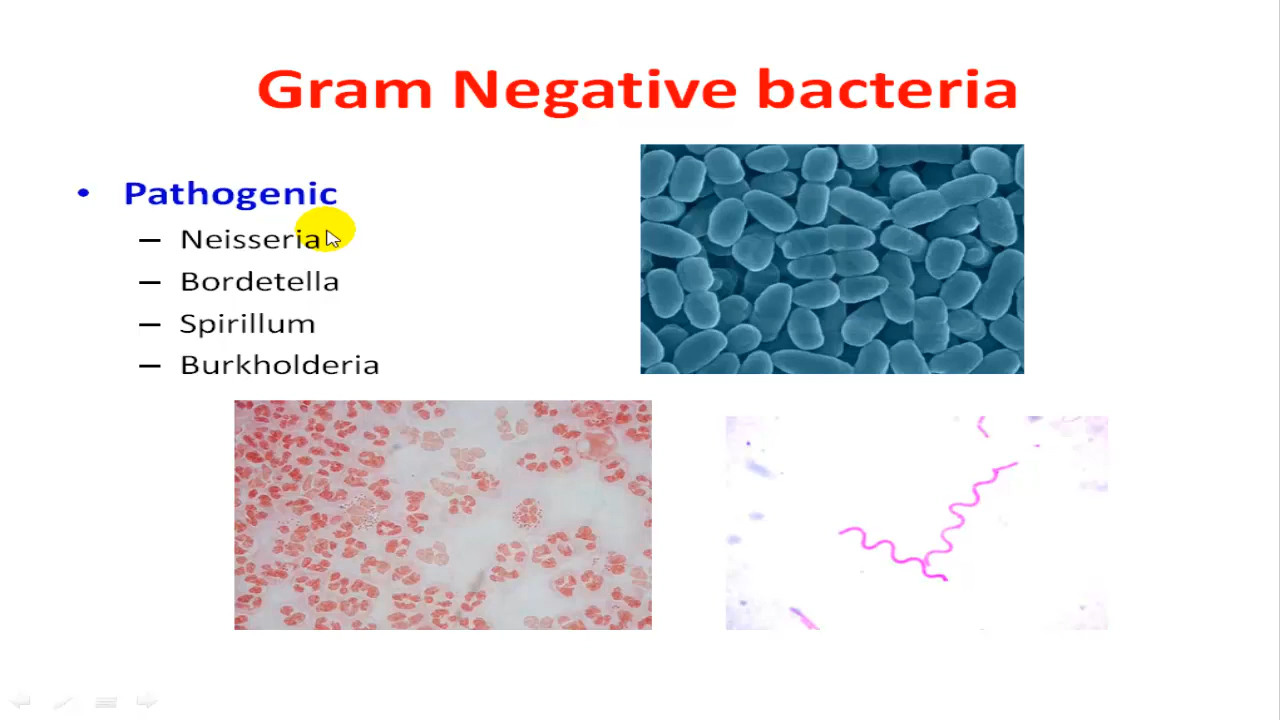 Gram Negative bacteria
• Pathogenic
– Neisseria
– Bordetella
– Spirillum
– Burkholderia